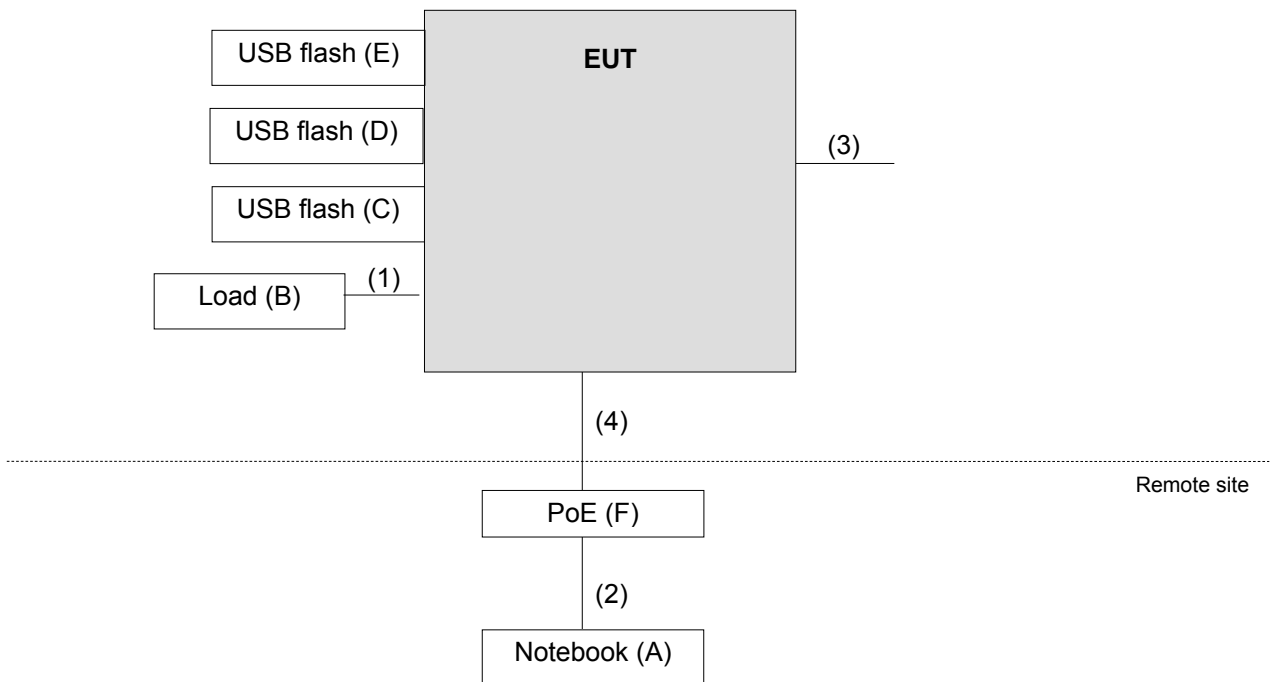 USB flash (E)
EUT
USB flash (D)
(3)
USB flash (C)
(1)
Load (B)
(4)
Remote site
PoE (F)
(2)
Notebook (A)